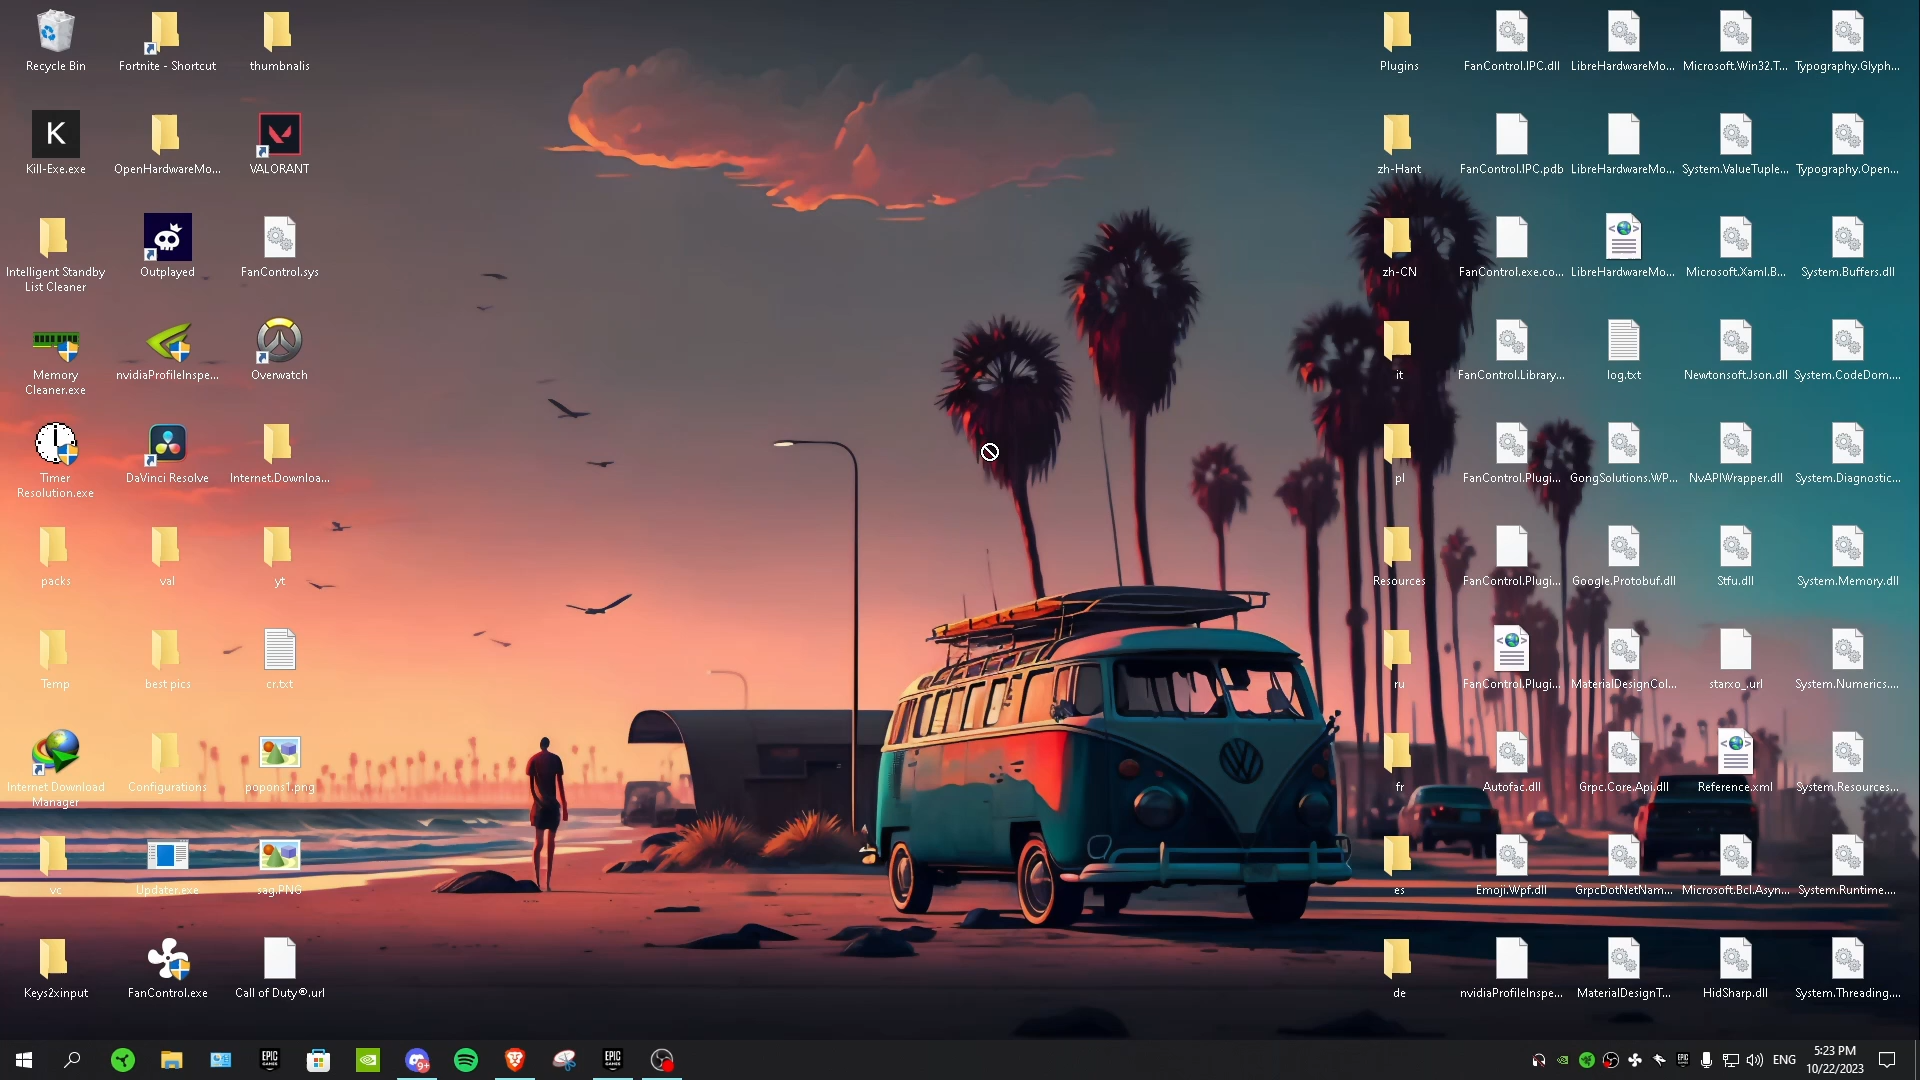 Recycle Bin
Fortnite - Shortcut
thumbnalis
K
Kill-Exe.exe
OpenHardwareMo...
VALORANT
Intelligent Standby
List Cleaner
Outplayed
FanControl.sys
Memory
Cleaner.exe
nvidiaProfileInspe...
Overwatch
Timer
Resolution.exe
DaVinci Resolve
Internet.Downloa...
packs
val
yt
Temp
best pics
cr.txt
Internet Download
Manager
Configurations
popons1.png
vc
Updater.exe
sag.PNG
Keys2xinput
FanControl.exe
Call of Duty®.url
Plugins
FanControl.IPC.dll
LibreHardwareMo...
Microsoft.Win32.T...
Typography.Glyph...
zh-Hant
FanControl.IPC.pdb
LibreHardwareMo...
System.ValueTuple...
Typography.Open...
zh-CN
FanControl.exe.co...
LibreHardwareMo...
Microsoft.Xaml.B...
System.Buffers.dll
it
FanControl.Library...
log.txt
Newtonsoft.Json.dll
System.CodeDom....
pl
FanControl.Plugi...
GongSolutions.WP...
NvAPIWrapper.dll
System.Diagnostic...
Resources
FanControl.Plugi...
Google.Protobuf.dll
Stfu.dll
System.Memory.dll
ru
FanControl.Plugi...
MaterialDesignCol...
starxo_.url
System.Numerics....
fr
Autofac.dll
Grpc.Core.Api.dll
Reference.xml
System.Resources...
es
Emoji.Wpf.dll
GrpcDotNetNam...
Microsoft.Bcl.Asyn...
System.Runtime....
de
nvidiaProfileInspe...
MaterialDesignT...
HidSharp.dll
System.Threading....
EPIC
GAMES
9+
EPIC
GAMES
EPIC
ENG
5:23 PM
10/22/2023